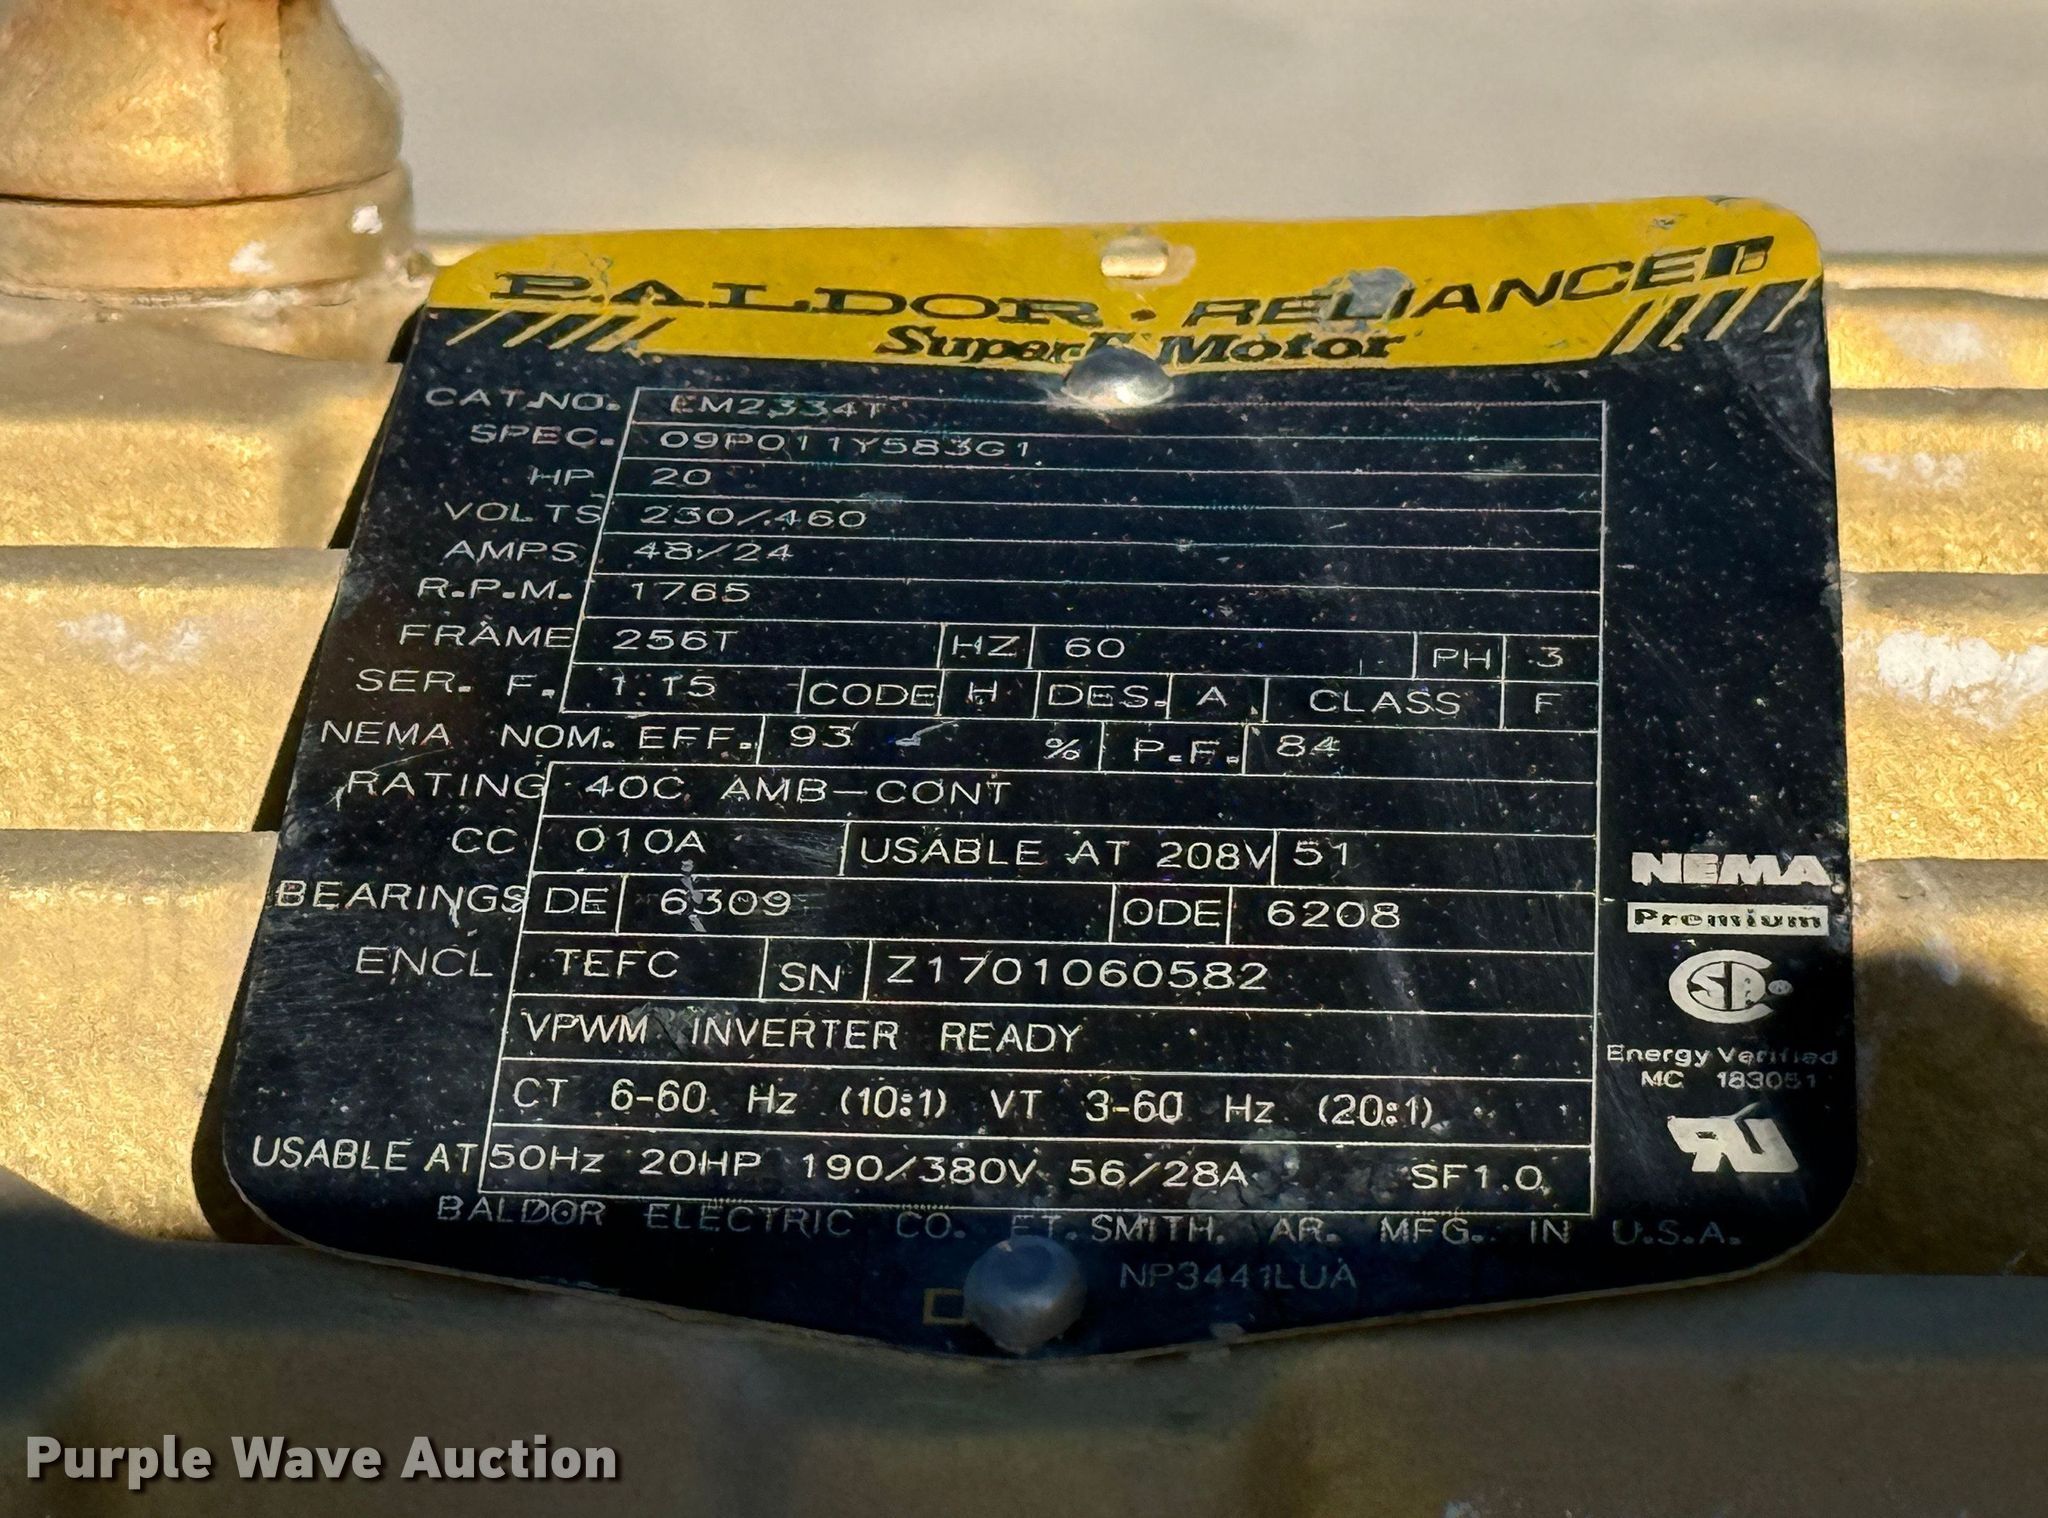 BALDOR • RELIANCE
Super-E Motor
CAT.NO. EM2334T
SPEC. 09P011Y583G1
HP 20
VOLTS 230/460
AMPS 48/24
R.P.M. 1765
FRAME 256T HZ 60 PH 3
SER. F. 1.15 CODE H DES. A CLASS F
NEMA NOM. EFF. 93 % P.F. 84
RATING 40C AMB-CONT
CC 010A USABLE AT 208V 51
BEARINGS DE 6309 ODE 6208
ENCL TEFC SN Z1701060582
VPWM INVERTER READY
CT 6-60 Hz (10:1) VT 3-60 Hz (20:1)
USABLE AT 50Hz 20HP 190/380V 56/28A SF1.0
BALDOR ELECTRIC CO. FT. SMITH. AR. MFG. IN U.S.A.
NP3441LUA
NEMA
Premium
Energy Verified
MC 183051
Purple Wave Auction